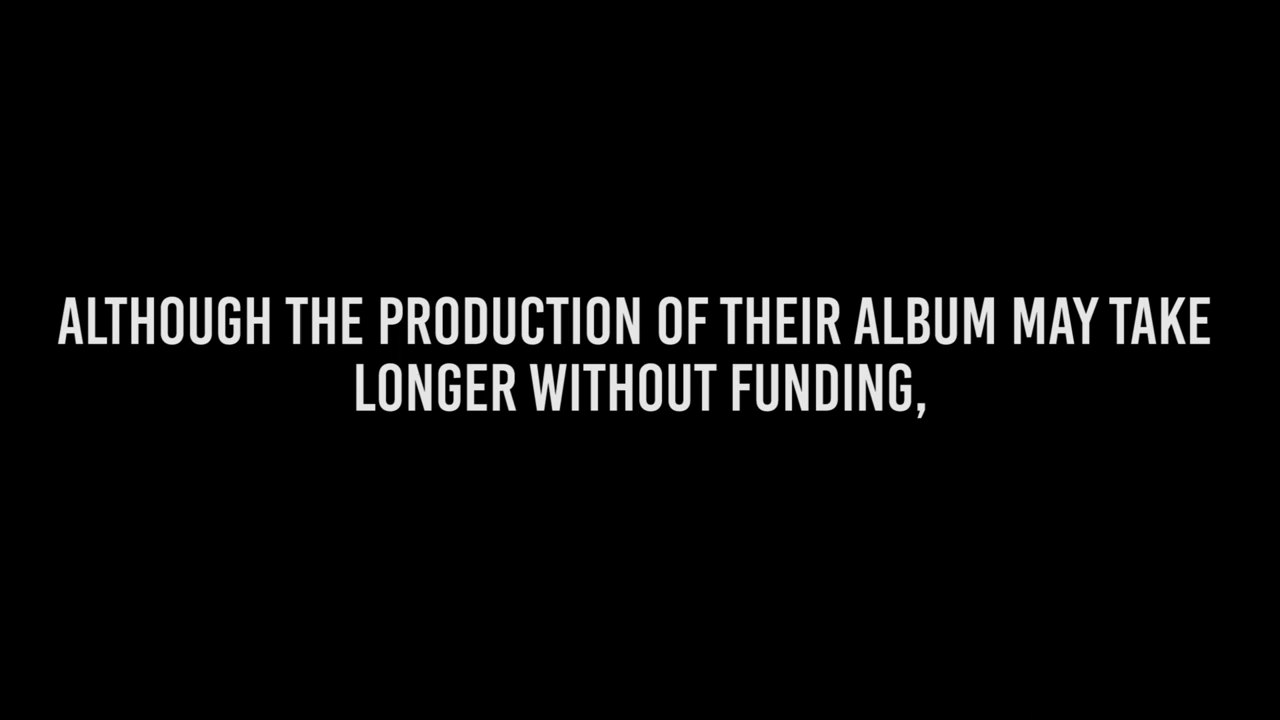 ALTHOUGH THE PRODUCTION OF THEIR ALBUM MAY TAKE
LONGER WITHOUT FUNDING,